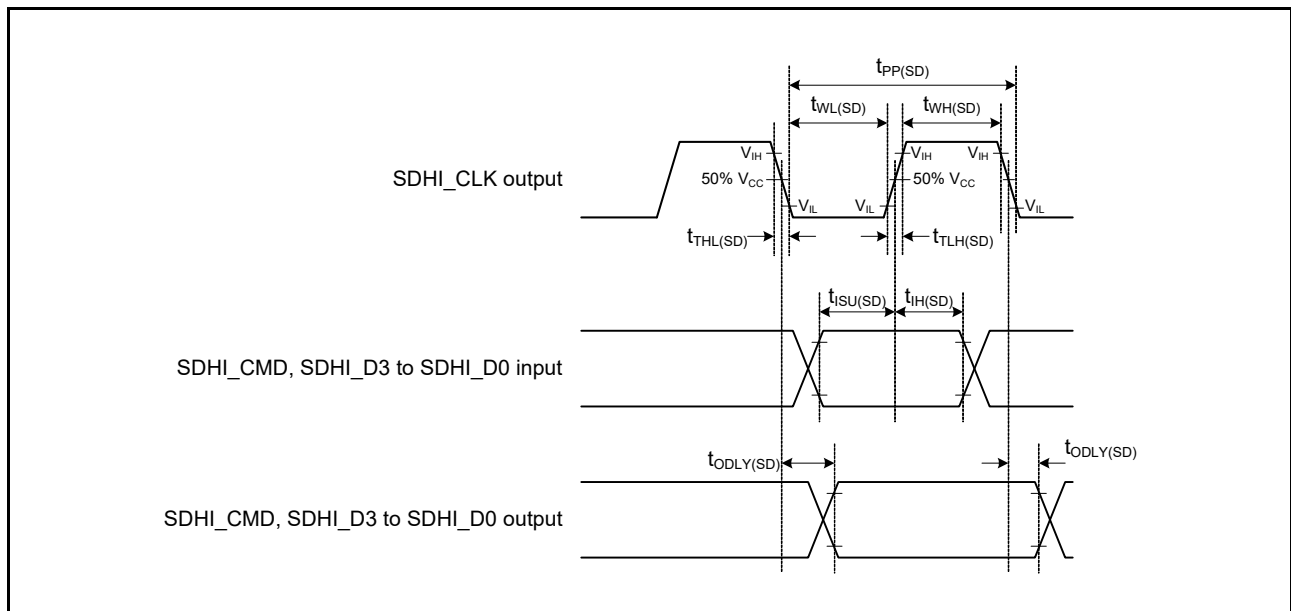 tPP(SD)
tWL(SD) tWH(SD)
VIH VIH VIH
SDHI_CLK output 50% VCC 50% VCC
VIL VIL VIL
tTHL(SD) tTLH(SD)
tISU(SD) tIH(SD)
SDHI_CMD, SDHI_D3 to SDHI_D0 input
tODLY(SD) tODLY(SD)
SDHI_CMD, SDHI_D3 to SDHI_D0 output